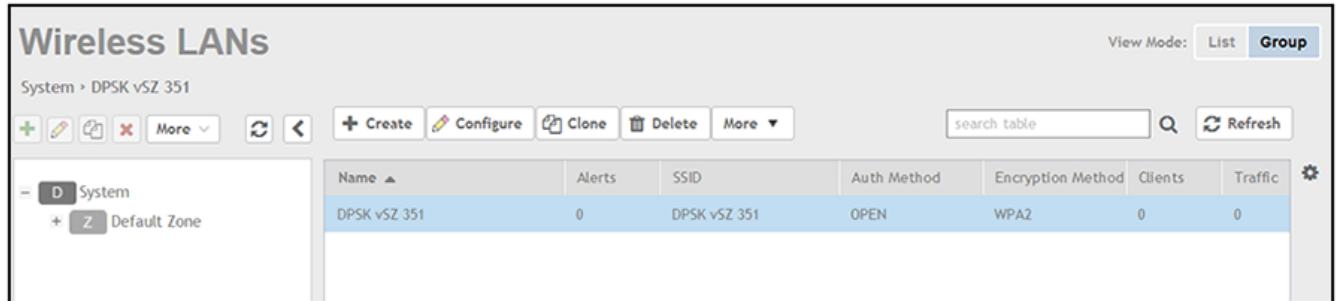 Wireless LANs
View Mode: List Group
System › DPSK vSZ 351
More
Create Configure Clone Delete More ▼ search table Refresh
Name ▲ Alerts SSID Auth Method Encryption Method Clients Traffic
D System
DPSK vSZ 351 0 DPSK vSZ 351 OPEN WPA2 0 0
Z Default Zone